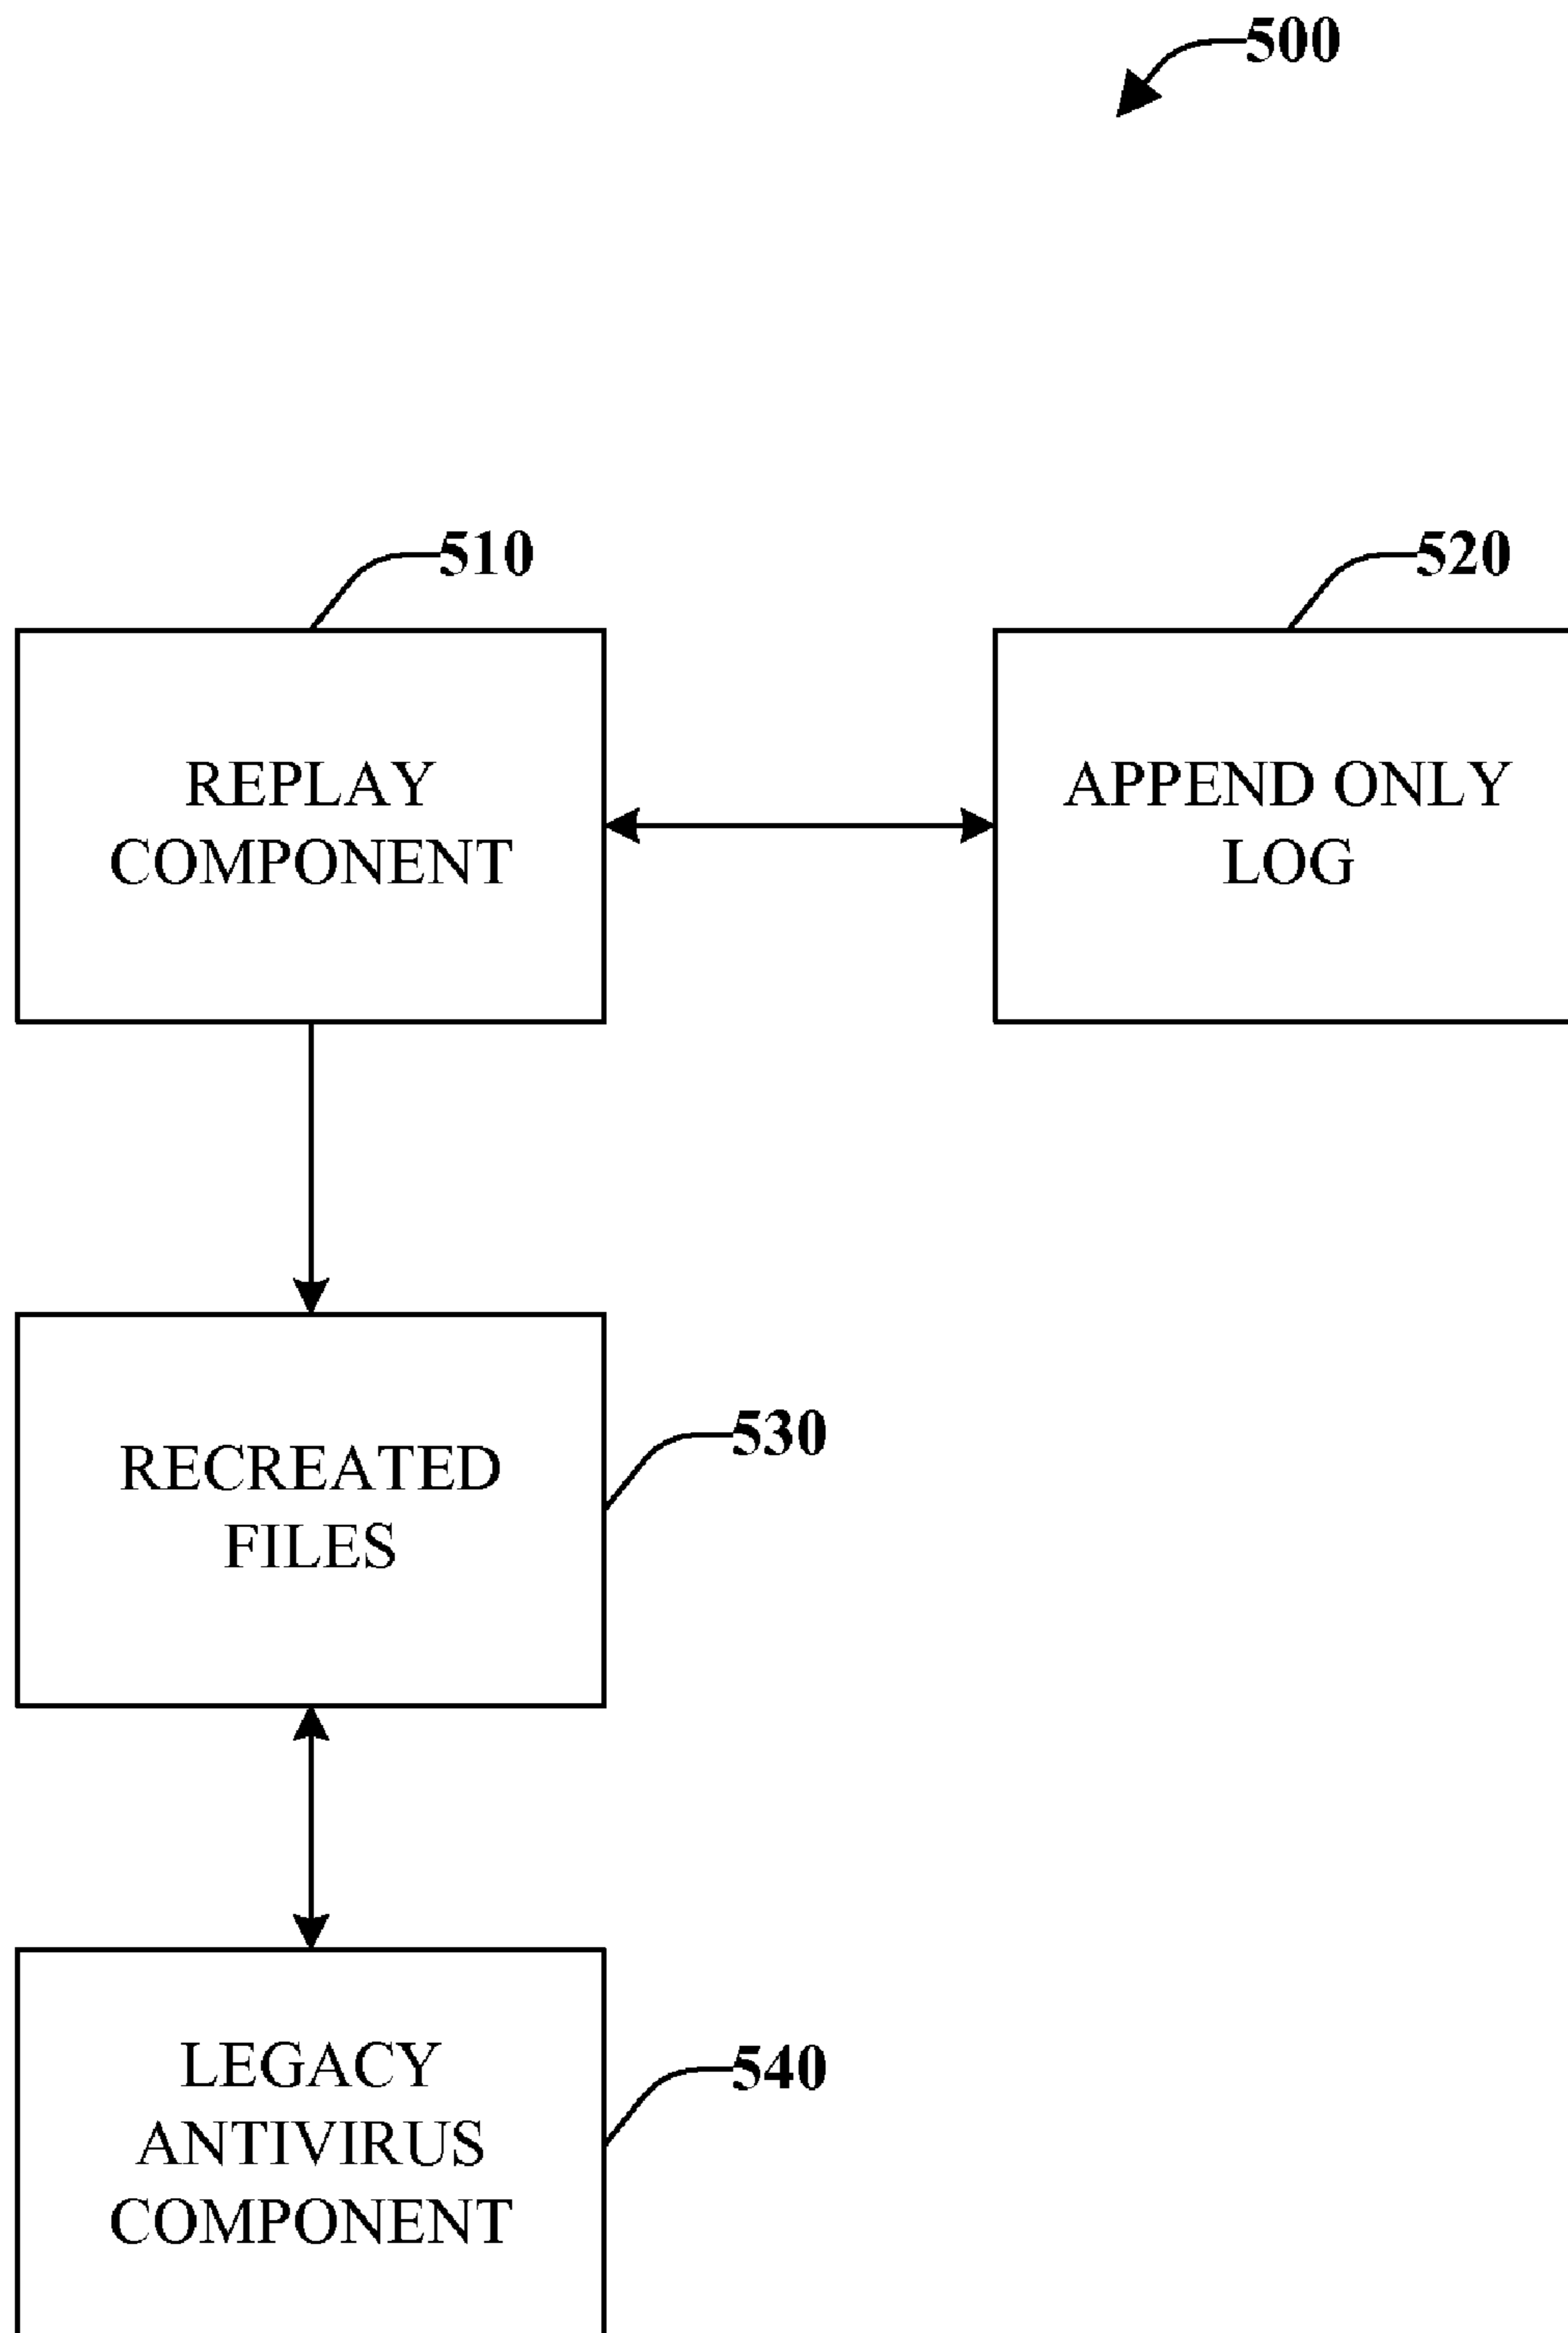 500
510
520
REPLAY
COMPONENT
APPEND ONLY
LOG
530
RECREATED
FILES
540
LEGACY
ANTIVIRUS
COMPONENT